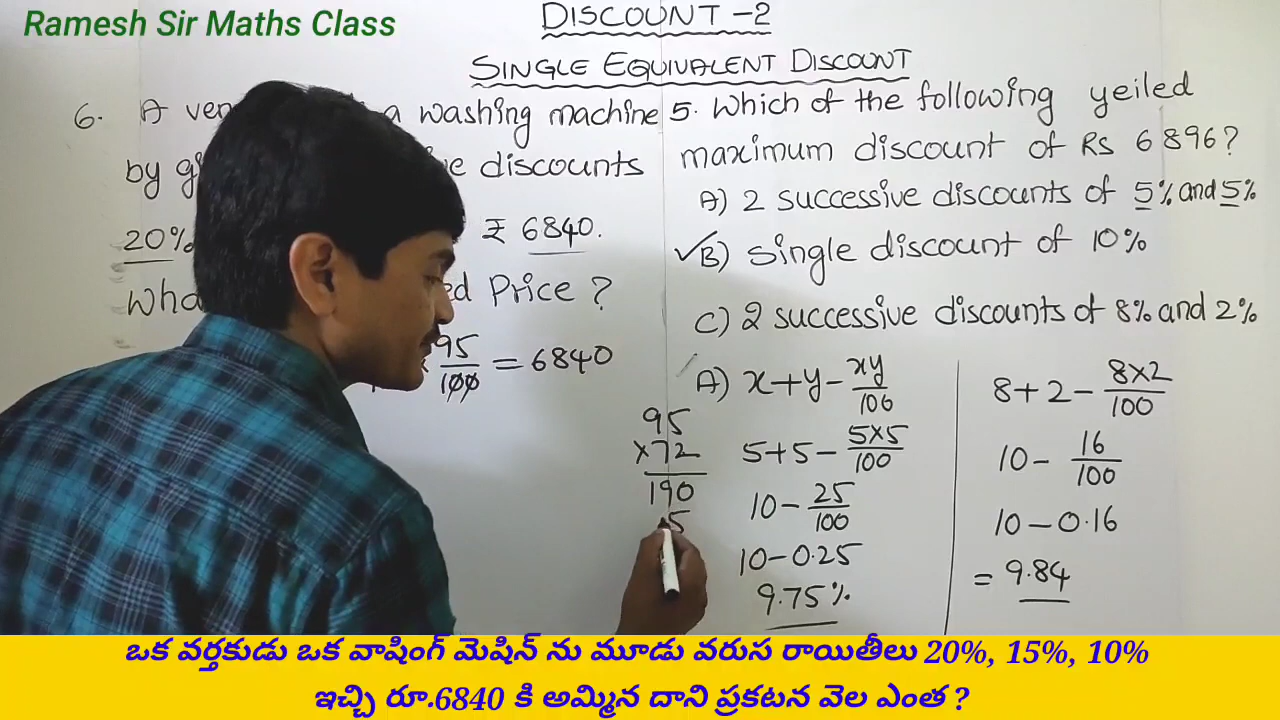 Ramesh Sir Maths Class
DISCOUNT -2
SINGLE EQUIVALENT DISCOUNT
6. A a washing machine
by discounts
20% ₹ 6840.
Price ?
95/100 = 6840
95
×72
190
5
5. Which of the following yeiled
maximum discount of Rs 6896?
A) 2 successive discounts of 5% and 5%
B) single discount of 10%
C) 2 successive discounts of 8% and 2%
A) x+y-xy/100
5+5-5×5/100
10-25/100
10-0.25
9.75%
8+2-8×2/100
10-16/100
10-0.16
= 9.84
ఒక వర్తకుడు ఒక వాషింగ్ మెషిన్ ను మూడు వరుస రాయితీలు 20%, 15%, 10%
ఇచ్చి రూ.6840 కి అమ్మిన దాని ప్రకటన వెల ఎంత ?